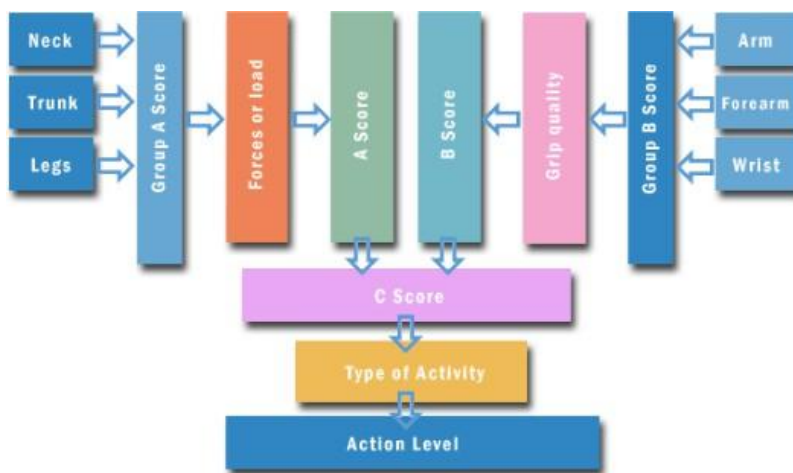 Neck
Trunk
Legs
Group A Score
Forces or load
A Score
B Score
Grip quality
Group B Score
Arm
Forearm
Wrist
C Score
Type of Activity
Action Level